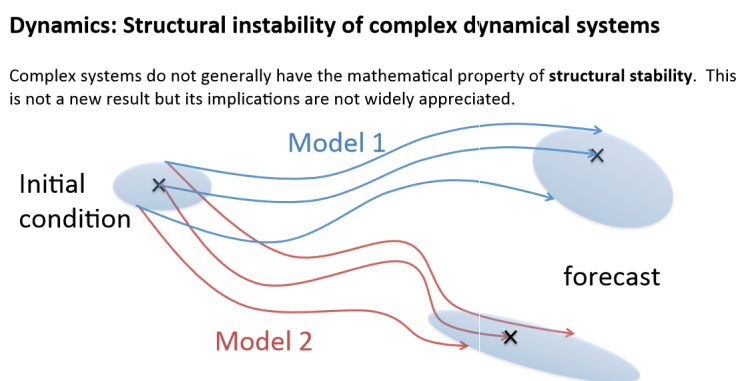 Dynamics: Structural instability of complex dynamical systems
Complex systems do not generally have the mathematical property of structural stability. This
is not a new result but its implications are not widely appreciated.
Model 1
Initial
condition
forecast
Model 2